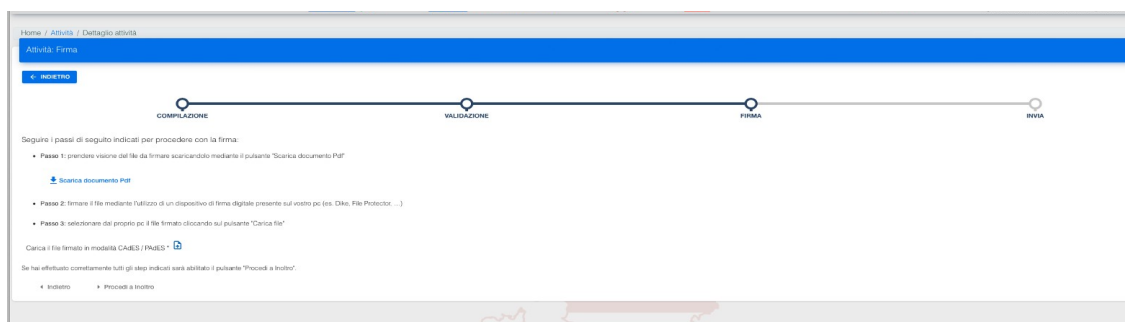 Home / Attività / Dettaglio attività
Attività: Firma
← INDIETRO
COMPILAZIONE VALIDAZIONE FIRMA INVIA
Seguire i passi di seguito indicati per procedere con la firma:
• Passo 1: prendere visione del file da firmare scaricandolo mediante il pulsante "Scarica documento Pdf"
Scarica documento Pdf
• Passo 2: firmare il file mediante l'utilizzo di un dispositivo di firma digitale presente sul vostro pc (es. Dike, File Protector, ...)
• Passo 3: selezionare dal proprio pc il file firmato cliccando sul pulsante "Carica file"
Carica il file firmato in modalità CAdES / PAdES *
Se hai effettuato correttamente tutti gli step indicati sarà abilitato il pulsante "Procedi a Inoltro".
Indietro Procedi a Inoltro